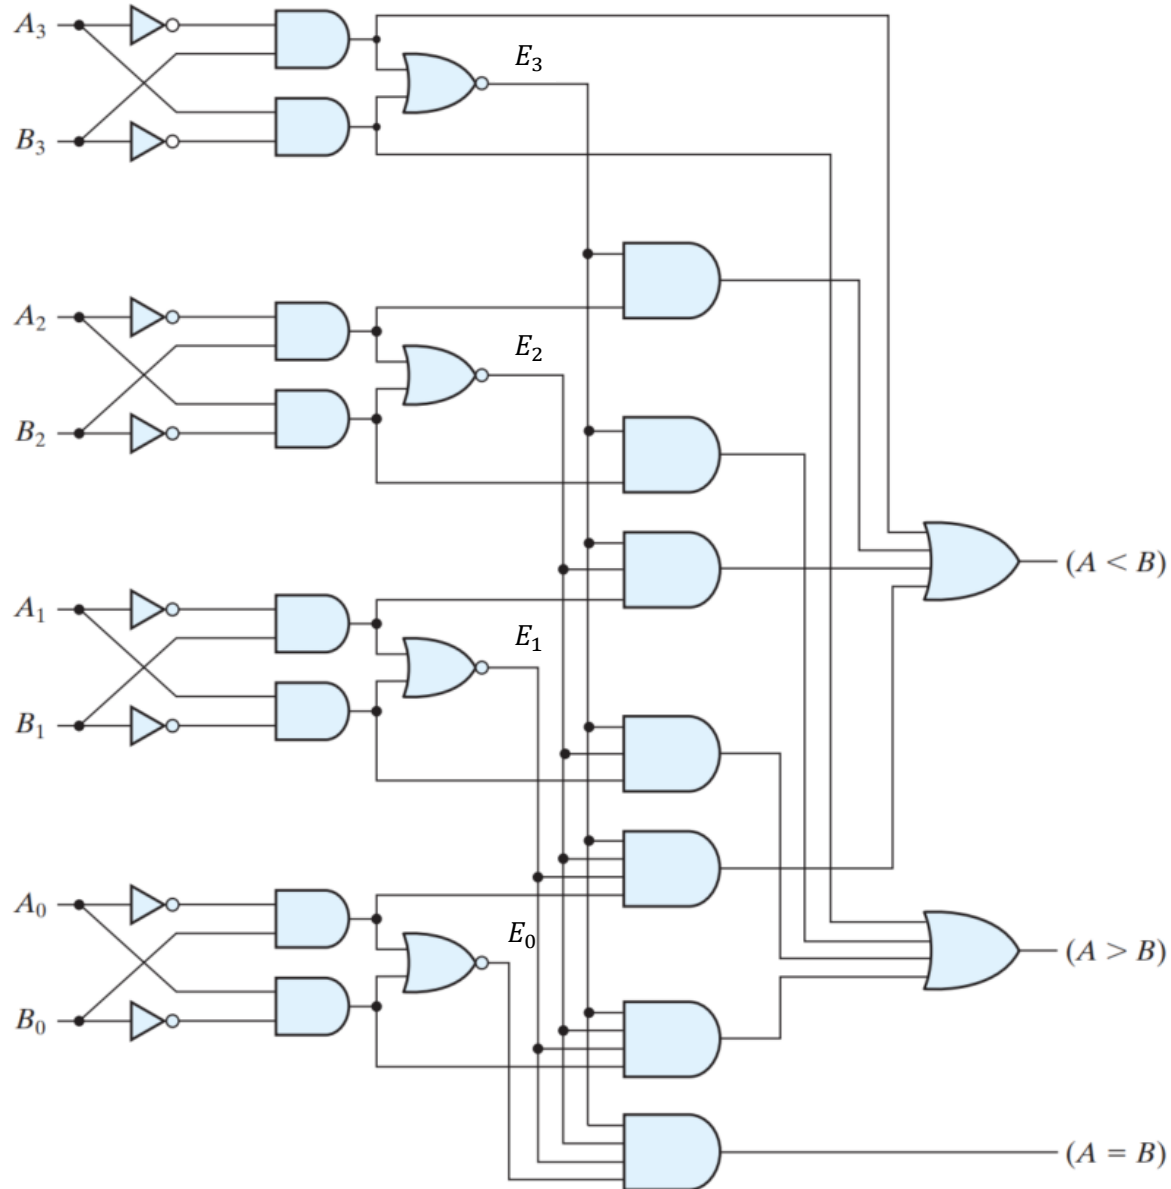 A₃
E₃
B₃
A₂
E₂
B₂
(A < B)
A₁
E₁
B₁
A₀
E₀
(A > B)
B₀
(A = B)